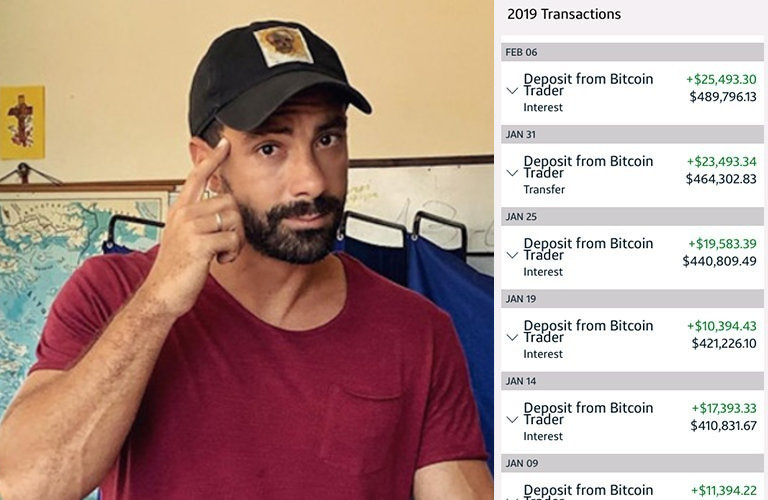 2019 Transactions
FEB 06
Deposit from Bitcoin +$25,493.30
Trader $489,796.13
Interest
JAN 31
Deposit from Bitcoin +$23,493.34
Trader $464,302.83
Transfer
JAN 25
Deposit from Bitcoin +$19,583.39
Trader $440,809.49
Interest
JAN 19
Deposit from Bitcoin +$10,394.43
Trader $421,226.10
Interest
JAN 14
Deposit from Bitcoin +$17,393.33
Trader $410,831.67
Interest
JAN 09
Deposit from Bitcoin +$11,394.22